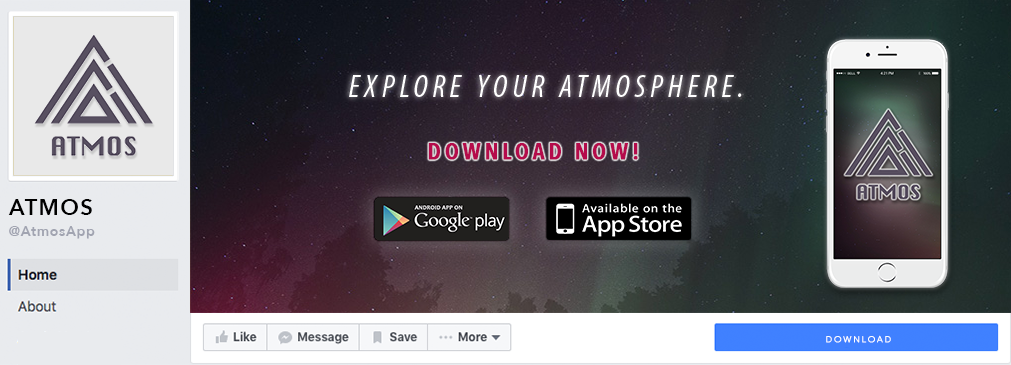 ATMOS
ATMOS
@AtmosApp
Home
About
EXPLORE YOUR ATMOSPHERE.
DOWNLOAD NOW!
ANDROID APP ON
Google play
Available on the
App Store
4:21 PM
ATMOS
Like
Message
Save
More
DOWNLOAD